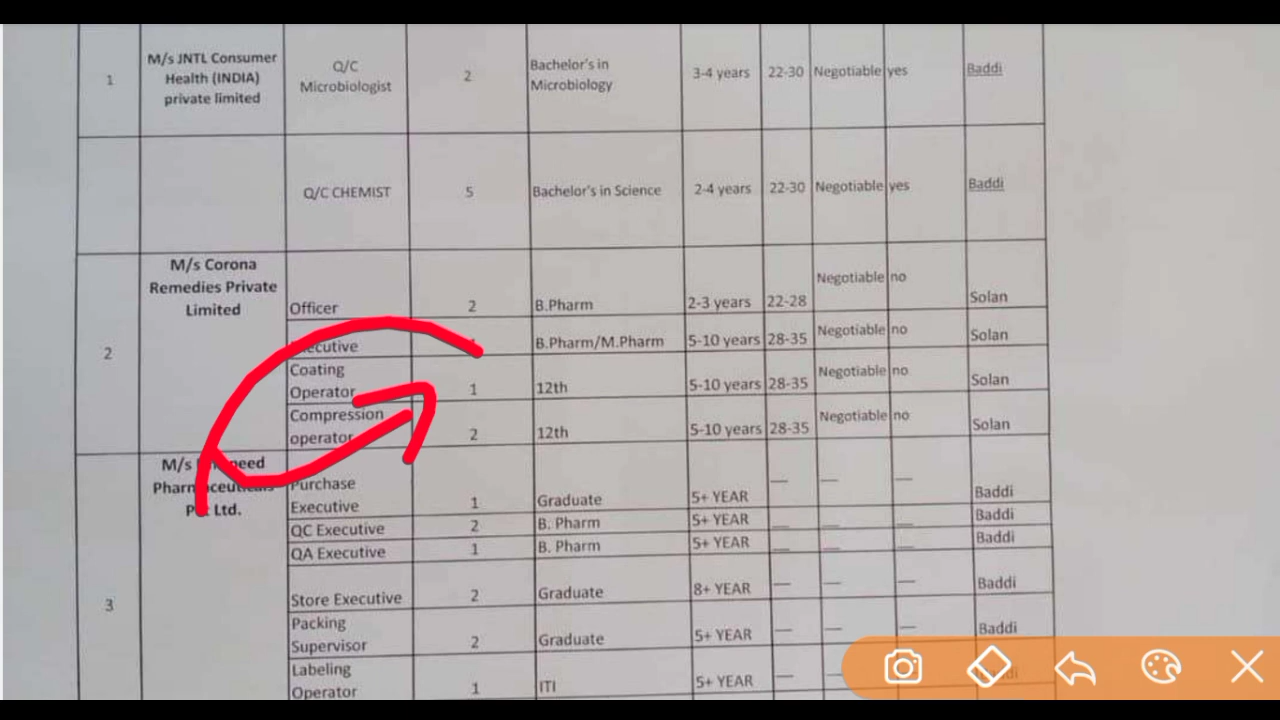 1 M/s JNTL Consumer Health (INDIA) private limited Q/C Microbiologist 2 Bachelor's in Microbiology 3-4 years 22-30 Negotiable yes Baddi
Q/C CHEMIST 5 Bachelor's in Science 2-4 years 22-30 Negotiable yes Baddi
2 M/s Corona Remedies Private Limited Officer 2 B.Pharm 2-3 years 22-28 Negotiable no Solan
B.Pharm/M.Pharm 5-10 years 28-35 Negotiable no Solan
Coating Operator 1 12th 5-10 years 28-35 Negotiable no Solan
Compression operator 2 12th 5-10 years 28-35 Negotiable no Solan
3 M/s Ltd. Purchase Executive 1 Graduate 5+ YEAR — — — Baddi
QC Executive 2 B. Pharm 5+ YEAR — — — Baddi
QA Executive 1 B. Pharm 5+ YEAR — — — Baddi
Store Executive 2 Graduate 8+ YEAR — — — Baddi
Packing Supervisor 2 Graduate 5+ YEAR — — — Baddi
Labeling Operator 1 ITI 5+ YEAR —